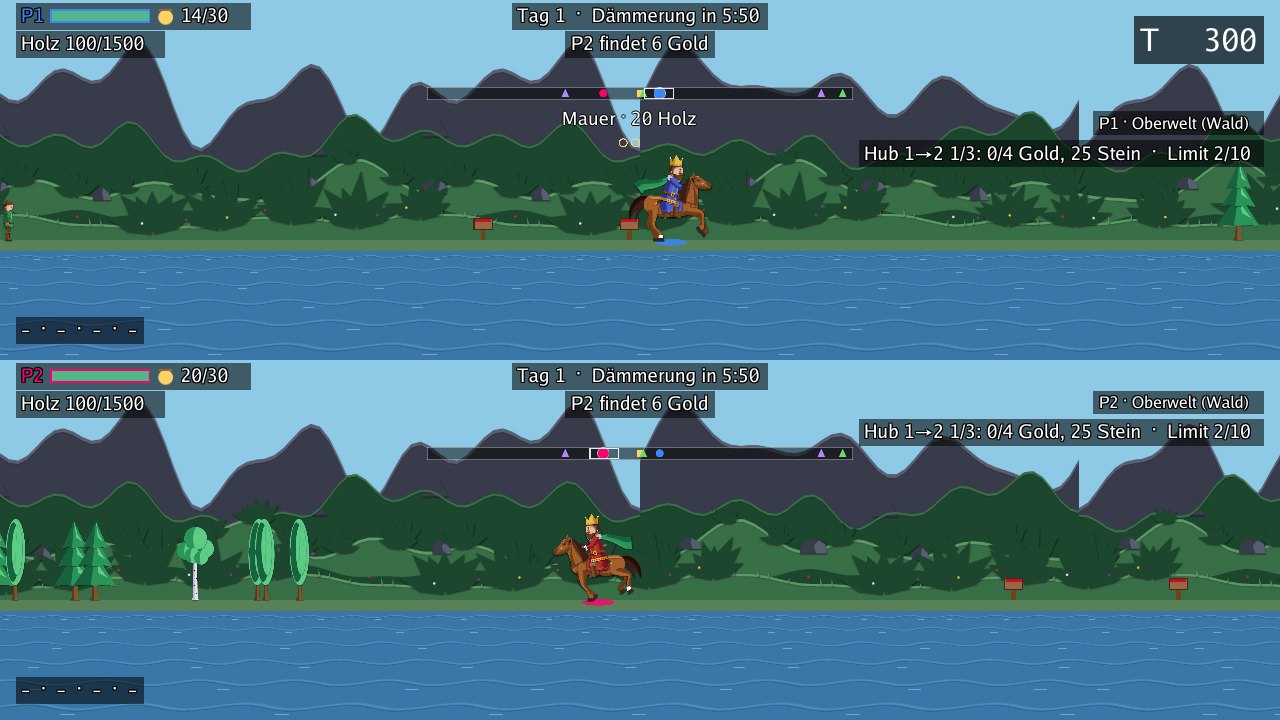 P1 14/30
Tag 1 · Dämmerung in 5:50
T 300
Holz 100/1500
P2 findet 6 Gold
Mauer · 20 Holz
P1 · Oberwelt (Wald)
Hub 1→2 1/3: 0/4 Gold, 25 Stein · Limit 2/10
– · – · – · –
P2 20/30
Tag 1 · Dämmerung in 5:50
Holz 100/1500
P2 findet 6 Gold
P2 · Oberwelt (Wald)
Hub 1→2 1/3: 0/4 Gold, 25 Stein · Limit 2/10
– · – · – · –